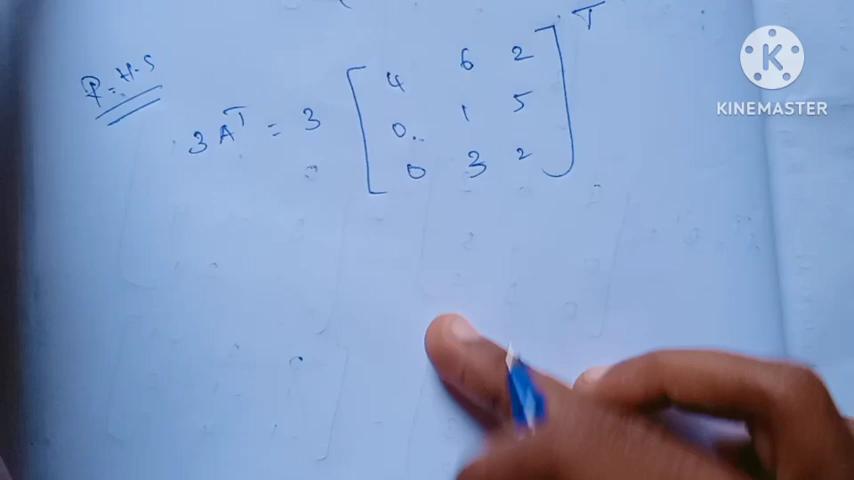 R.H.S
3A^T = 3 [ 4 6 2 ]^T
0 1 5
0 3 2
K
KINEMASTER